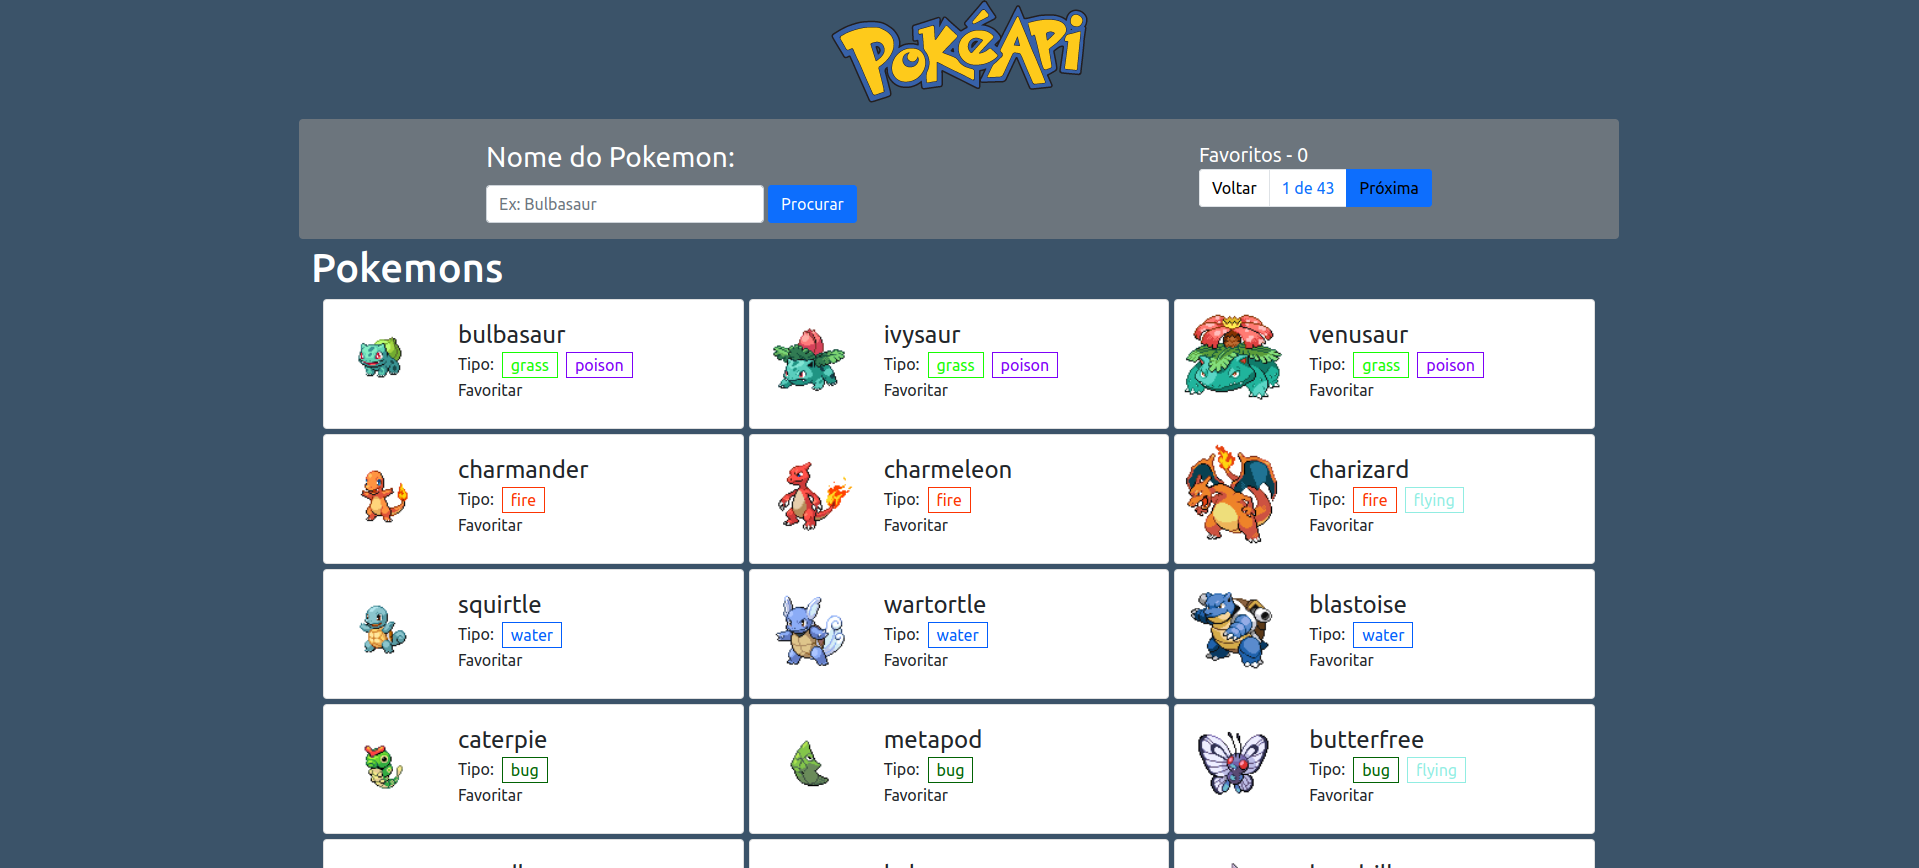 PokéApi
Nome do Pokemon:
Ex: Bulbasaur
Procurar
Favoritos - 0
Voltar
1 de 43
Próxima
Pokemons
bulbasaur
Tipo: grass poison
Favoritar
ivysaur
Tipo: grass poison
Favoritar
venusaur
Tipo: grass poison
Favoritar
charmander
Tipo: fire
Favoritar
charmeleon
Tipo: fire
Favoritar
charizard
Tipo: fire flying
Favoritar
squirtle
Tipo: water
Favoritar
wartortle
Tipo: water
Favoritar
blastoise
Tipo: water
Favoritar
caterpie
Tipo: bug
Favoritar
metapod
Tipo: bug
Favoritar
butterfree
Tipo: bug flying
Favoritar